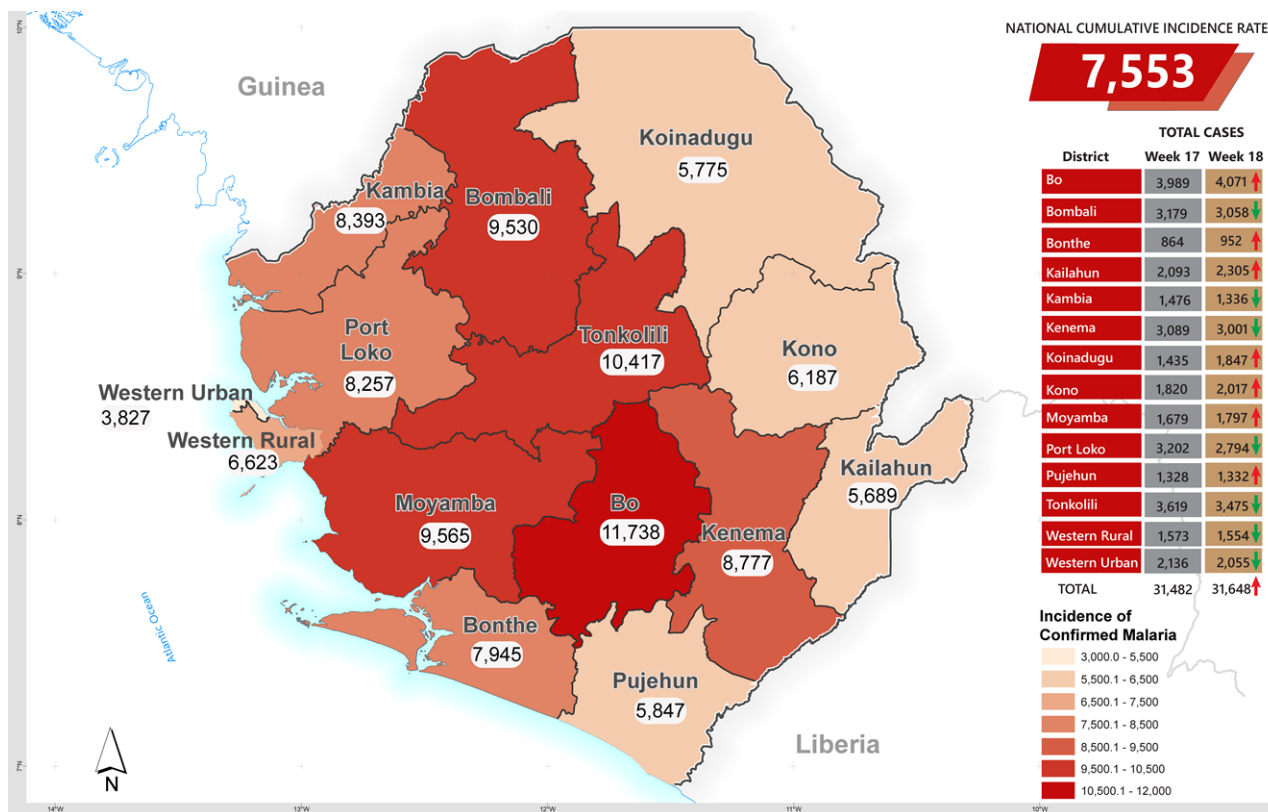 10°N
NATIONAL CUMULATIVE INCIDENCE RATE
7,553
Guinea
TOTAL CASES
District Week 17 Week 18
Bo 3,989 4,071
Bombali 3,179 3,058
Bonthe 864 952
Kailahun 2,093 2,305
Kambia 1,476 1,336
Kenema 3,089 3,001
Koinadugu 1,435 1,847
Kono 1,820 2,017
Moyamba 1,679 1,797
Port Loko 3,202 2,794
Pujehun 1,328 1,332
Tonkolili 3,619 3,475
Western Rural 1,573 1,554
Western Urban 2,136 2,055
TOTAL 31,482 31,648
Koinadugu
5,775
Kambia
8,393
Bombali
9,530
9°N
Port
Loko
8,257
Tonkolili
10,417
Kono
6,187
Western Urban
3,827
Western Rural
6,623
Kailahun
5,689
8°N
Moyamba
9,565
Bo
11,738
Kenema
8,777
Atlantic Ocean
Bonthe
7,945
Pujehun
5,847
Liberia
7°N
N
Incidence of
Confirmed Malaria
3,000.0 - 5,500
5,500.1 - 6,500
6,500.1 - 7,500
7,500.1 - 8,500
8,500.1 - 9,500
9,500.1 - 10,500
10,500.1 - 12,000
14°W 13°W 12°W 11°W 10°W